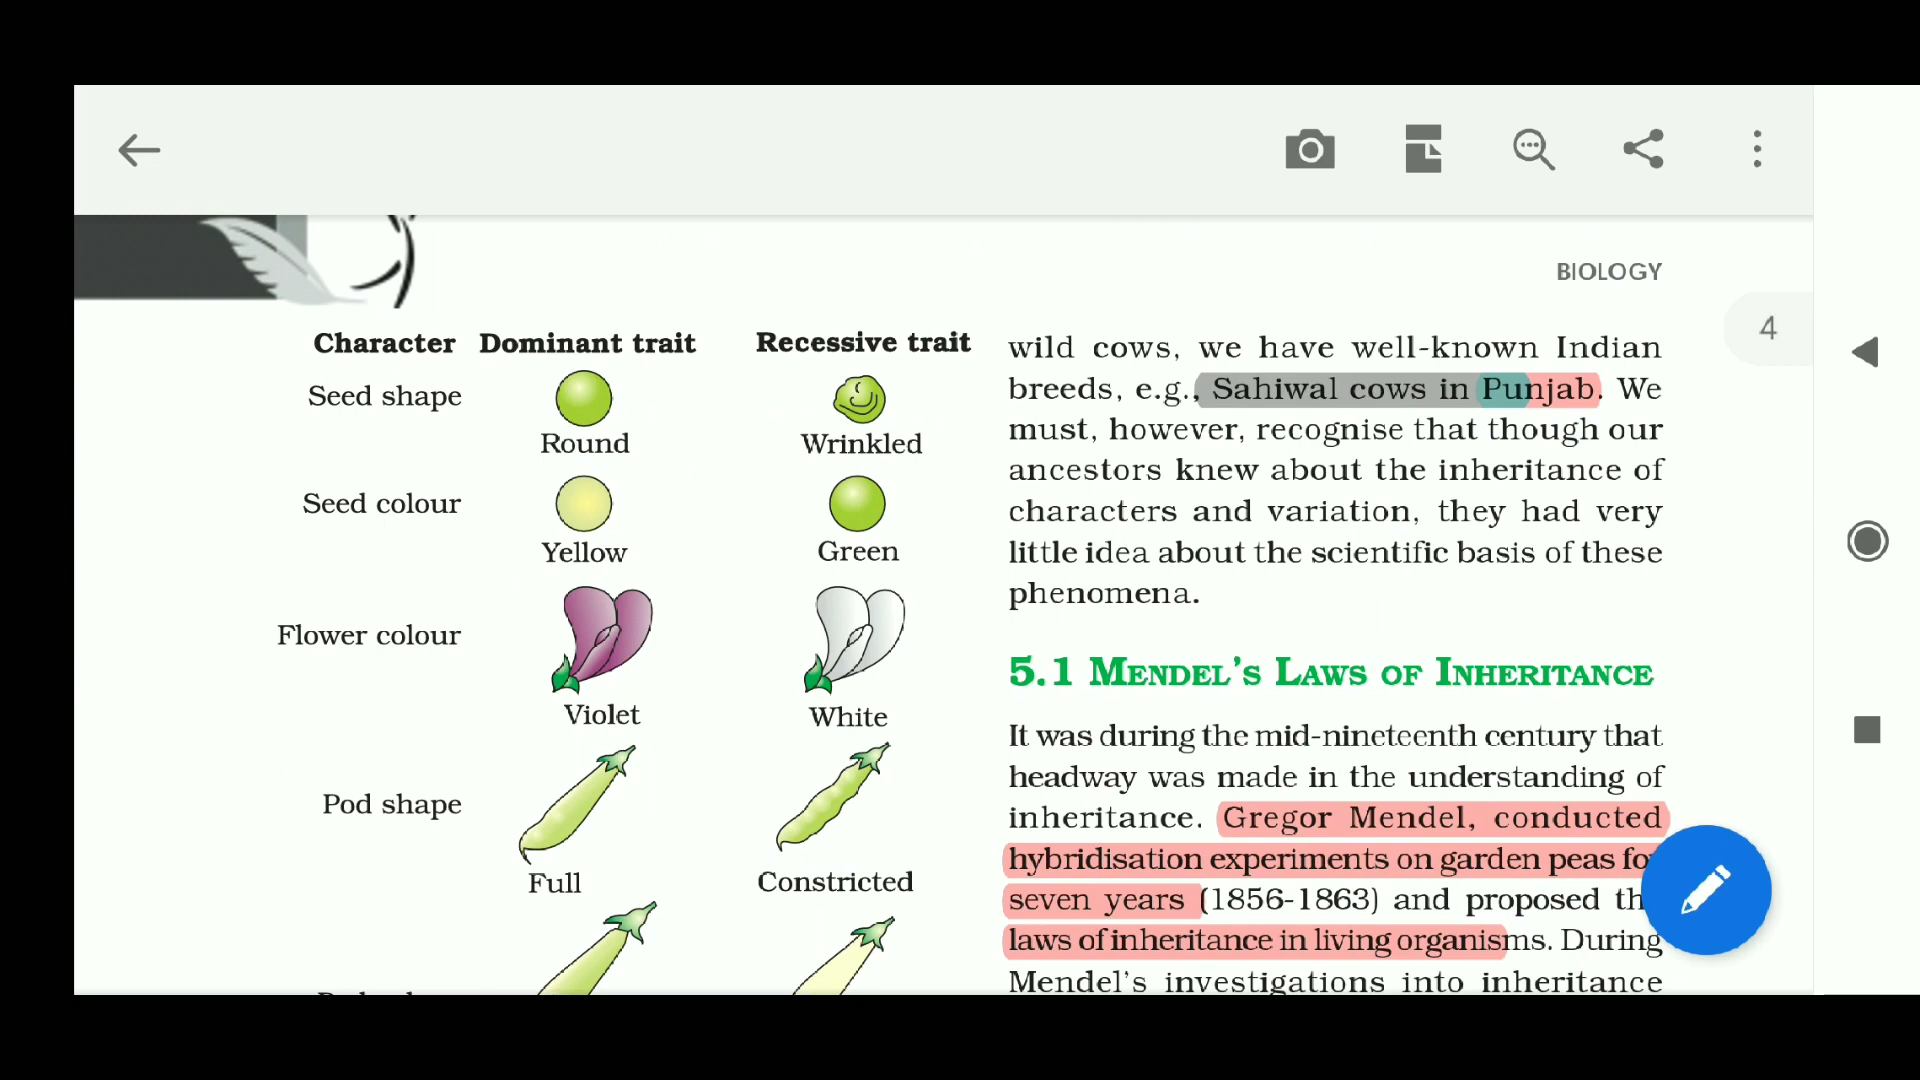 BIOLOGY
4
Character Dominant trait Recessive trait
Seed shape
Round Wrinkled
Seed colour
Yellow Green
Flower colour
Violet White
Pod shape
Full Constricted
wild cows, we have well-known Indian
breeds, e.g., Sahiwal cows in Punjab. We
must, however, recognise that though our
ancestors knew about the inheritance of
characters and variation, they had very
little idea about the scientific basis of these
phenomena.
5.1 MENDEL'S LAWS OF INHERITANCE
It was during the mid-nineteenth century that
headway was made in the understanding of
inheritance. Gregor Mendel, conducted
hybridisation experiments on garden peas
seven years (1856-1863) and proposed
laws of inheritance in living organisms. During
Mendel's investigations into inheritance